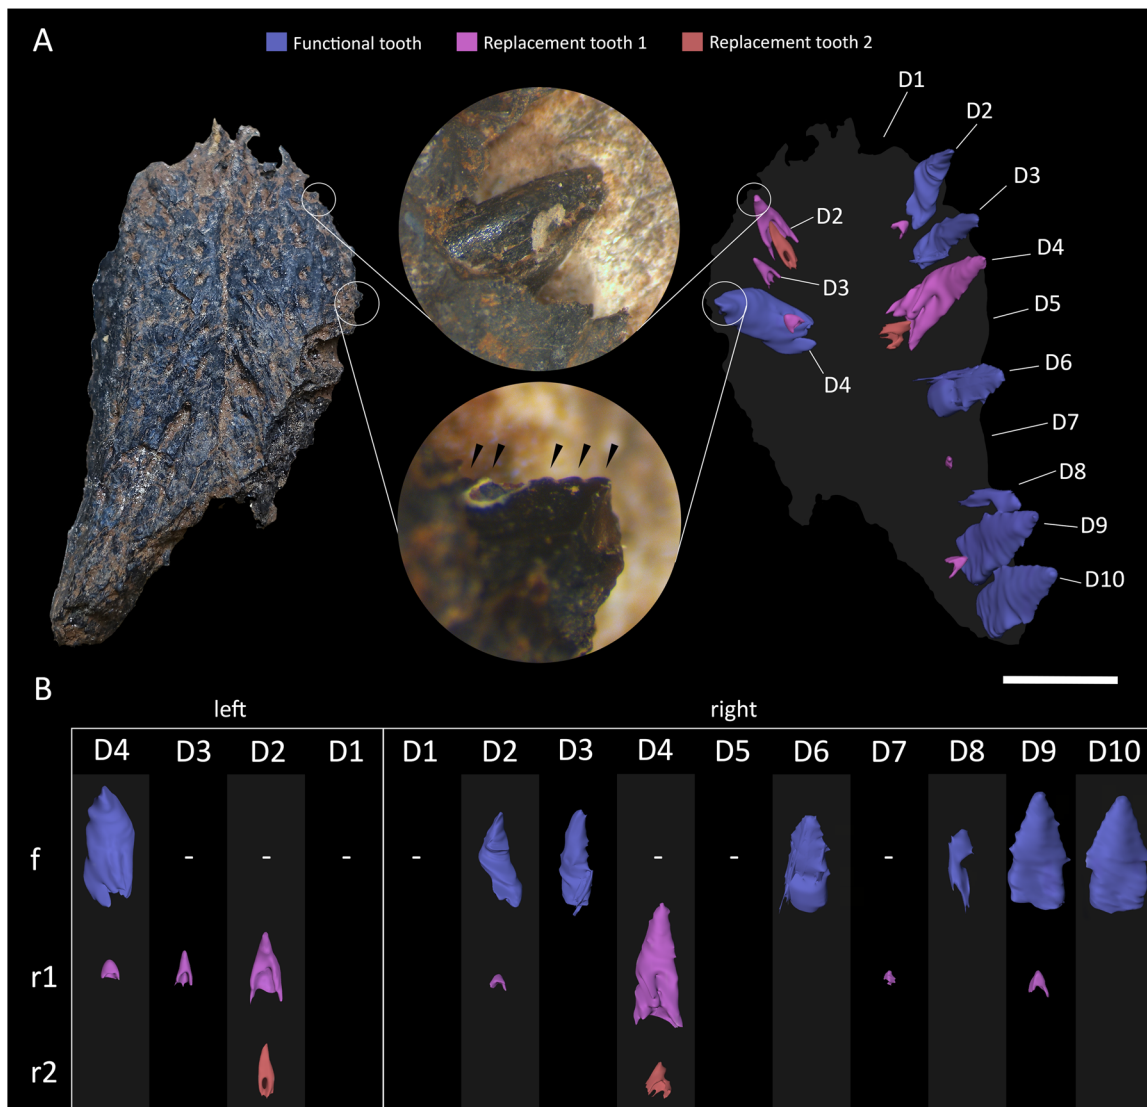 A
Functional tooth
Replacement tooth 1
Replacement tooth 2
D1
D2
D3
D4
D5
D6
D7
D8
D9
D10
D2
D3
D4
B
left
right
D4 D3 D2 D1 D1 D2 D3 D4 D5 D6 D7 D8 D9 D10
f - - - - - - -
r1
r2